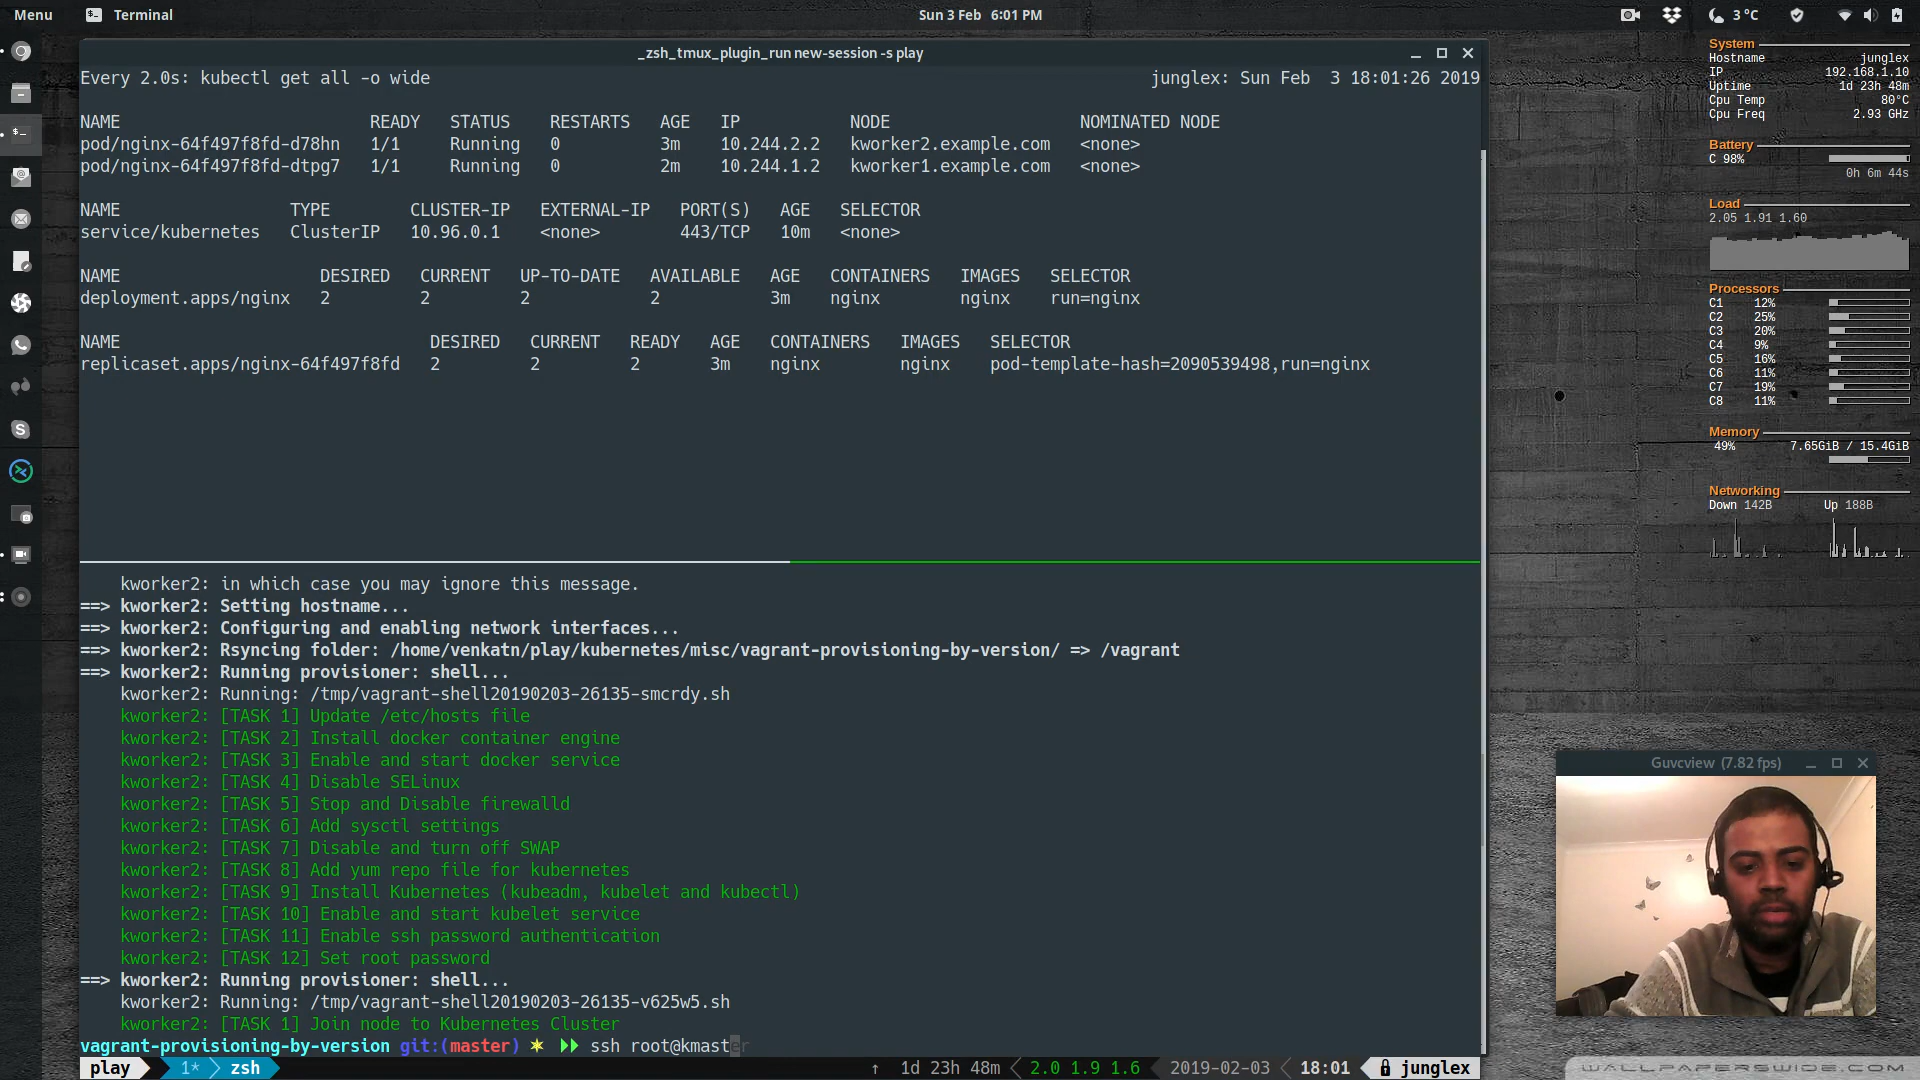 Menu Terminal Sun 3 Feb 6:01 PM 3 °C
_zsh_tmux_plugin_run new-session -s play
Every 2.0s: kubectl get all -o wide junglex: Sun Feb 3 18:01:26 2019
NAME READY STATUS RESTARTS AGE IP NODE NOMINATED NODE
pod/nginx-64f497f8fd-d78hn 1/1 Running 0 3m 10.244.2.2 kworker2.example.com <none>
pod/nginx-64f497f8fd-dtpg7 1/1 Running 0 2m 10.244.1.2 kworker1.example.com <none>
NAME TYPE CLUSTER-IP EXTERNAL-IP PORT(S) AGE SELECTOR
service/kubernetes ClusterIP 10.96.0.1 <none> 443/TCP 10m <none>
NAME DESIRED CURRENT UP-TO-DATE AVAILABLE AGE CONTAINERS IMAGES SELECTOR
deployment.apps/nginx 2 2 2 2 3m nginx nginx run=nginx
NAME DESIRED CURRENT READY AGE CONTAINERS IMAGES SELECTOR
replicaset.apps/nginx-64f497f8fd 2 2 2 3m nginx nginx pod-template-hash=2090539498,run=nginx
kworker2: in which case you may ignore this message.
==> kworker2: Setting hostname...
==> kworker2: Configuring and enabling network interfaces...
==> kworker2: Rsyncing folder: /home/venkatn/play/kubernetes/misc/vagrant-provisioning-by-version/ => /vagrant
==> kworker2: Running provisioner: shell...
kworker2: Running: /tmp/vagrant-shell20190203-26135-smcrdy.sh
kworker2: [TASK 1] Update /etc/hosts file
kworker2: [TASK 2] Install docker container engine
kworker2: [TASK 3] Enable and start docker service
kworker2: [TASK 4] Disable SELinux
kworker2: [TASK 5] Stop and Disable firewalld
kworker2: [TASK 6] Add sysctl settings
kworker2: [TASK 7] Disable and turn off SWAP
kworker2: [TASK 8] Add yum repo file for kubernetes
kworker2: [TASK 9] Install Kubernetes (kubeadm, kubelet and kubectl)
kworker2: [TASK 10] Enable and start kubelet service
kworker2: [TASK 11] Enable ssh password authentication
kworker2: [TASK 12] Set root password
==> kworker2: Running provisioner: shell...
kworker2: Running: /tmp/vagrant-shell20190203-26135-v625w5.sh
kworker2: [TASK 1] Join node to Kubernetes Cluster
vagrant-provisioning-by-version git:(master) ✶ ▶▶ ssh root@kmaster
play 1* zsh ↑ 1d 23h 48m 2.0 1.9 1.6 2019-02-03 18:01 junglex
System
Hostname junglex
IP 192.168.1.10
Uptime 1d 23h 48m
Cpu Temp 80°C
Cpu Freq 2.93 GHz
Battery
C 98%
0h 6m 44s
Load
2.05 1.91 1.60
Processors
C1 12%
C2 25%
C3 20%
C4 9%
C5 16%
C6 11%
C7 19%
C8 11%
Memory
49% 7.65GiB / 15.4GiB
Networking
Down 142B Up 188B
Guvcview (7.82 fps)
WALLPAPERSWIDE.COM